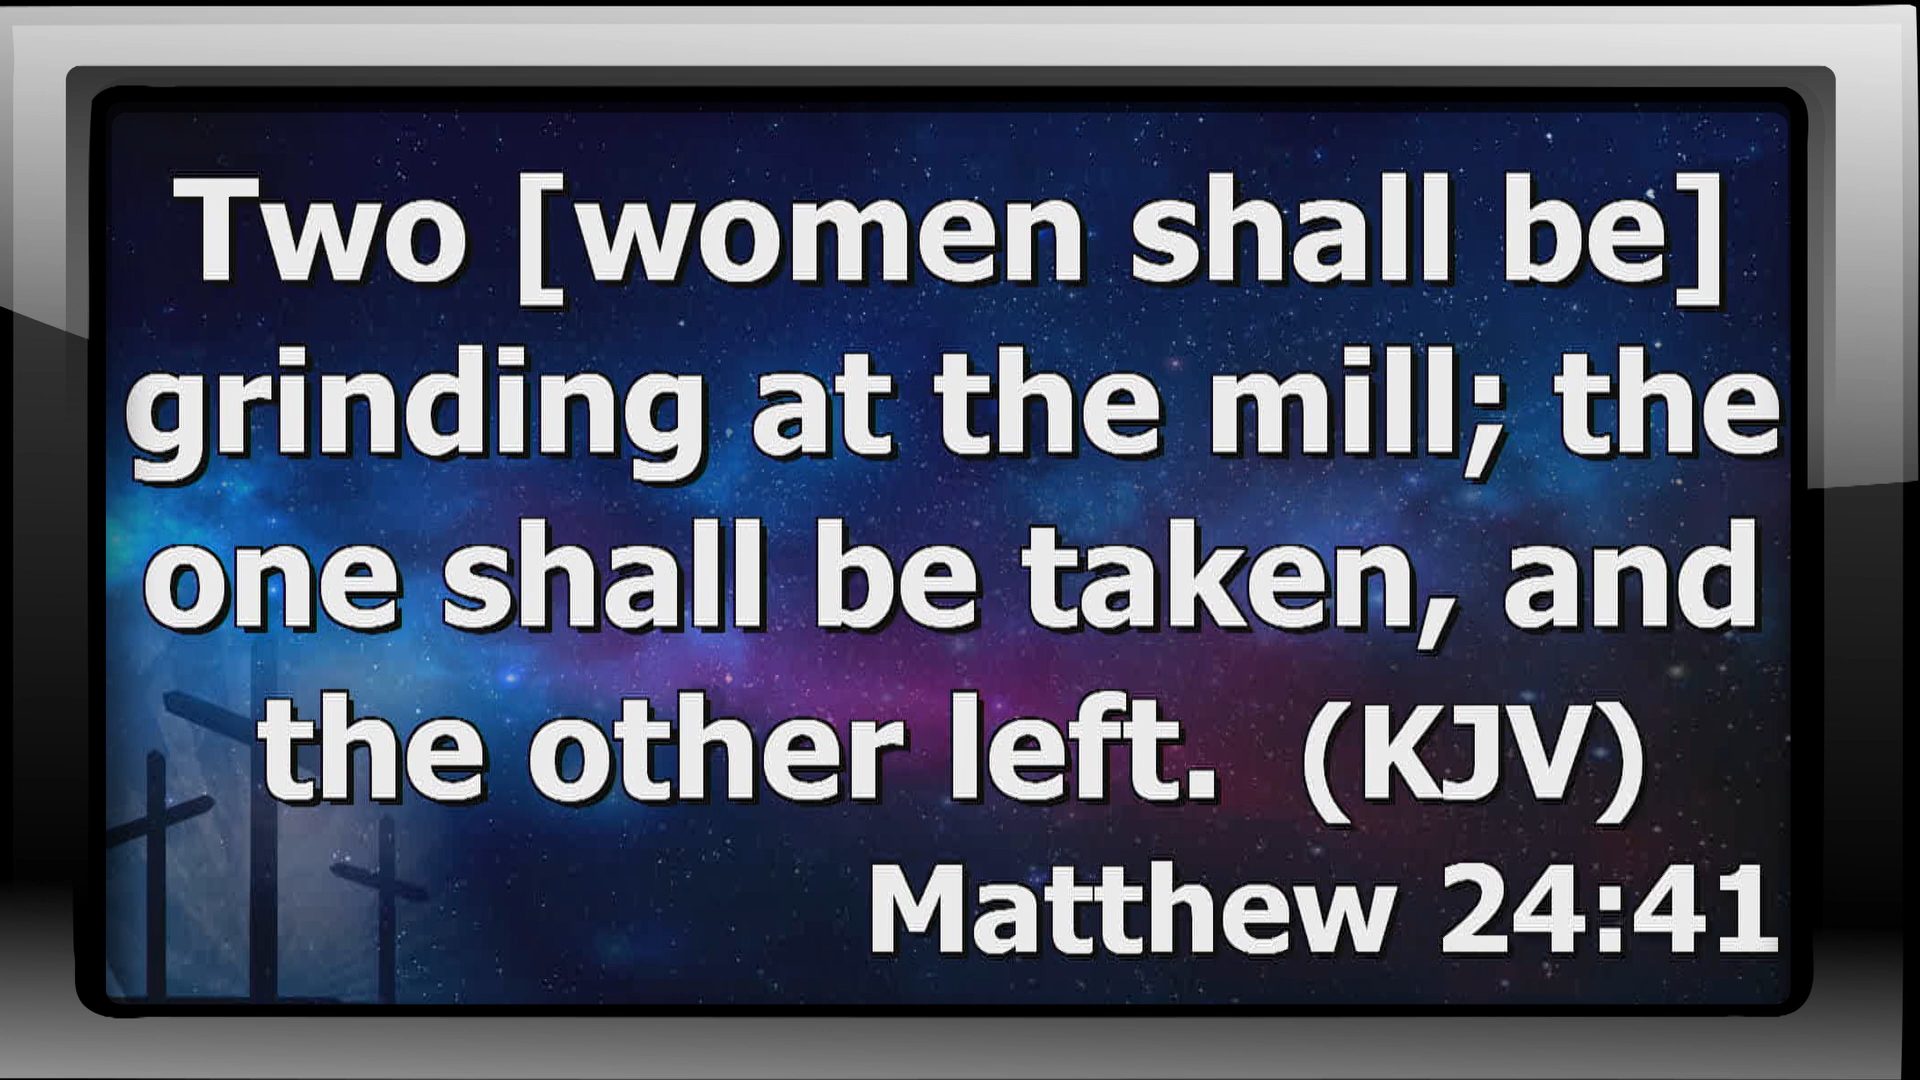 Two [women shall be]
grinding at the mill; the
one shall be taken, and
the other left.  (KJV)
Matthew 24:41